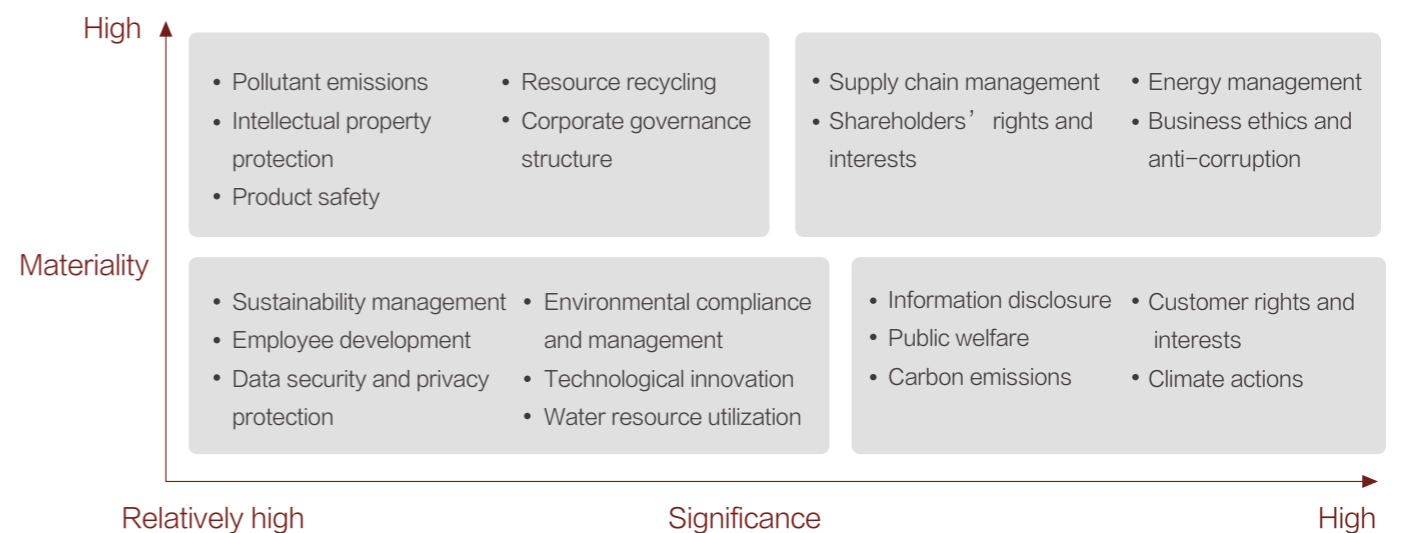 High
• Pollutant emissions
• Intellectual property
protection
• Product safety
• Resource recycling
• Corporate governance
structure
• Supply chain management
• Shareholders’ rights and
interests
• Energy management
• Business ethics and
anti-corruption
Materiality
• Sustainability management
• Employee development
• Data security and privacy
protection
• Environmental compliance
and management
• Technological innovation
• Water resource utilization
• Information disclosure
• Public welfare
• Carbon emissions
• Customer rights and
interests
• Climate actions
Relatively high
Significance
High